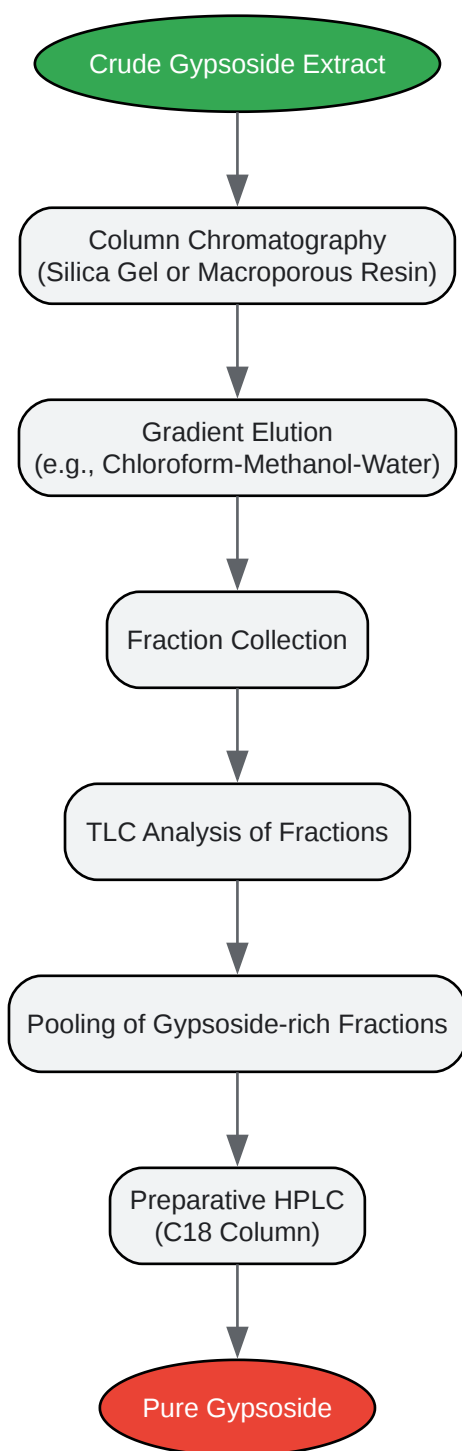 Crude Gypsoside Extract
Column Chromatography
(Silica Gel or Macroporous Resin)
Gradient Elution
(e.g., Chloroform-Methanol-Water)
Fraction Collection
TLC Analysis of Fractions
Pooling of Gypsoside-rich Fractions
Preparative HPLC
(C18 Column)
Pure Gypsoside